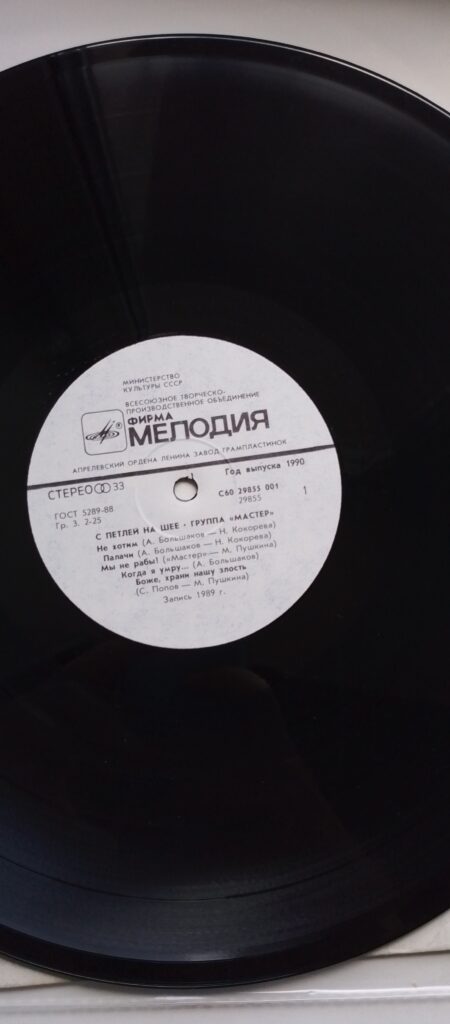 МИНИСТЕРСТВО
КУЛЬТУРЫ СССР
ВСЕСОЮЗНОЕ ТВОРЧЕСКО-
ПРОИЗВОДСТВЕННОЕ ОБЪЕДИНЕНИЕ
ФИРМА
® МЕЛОДИЯ
АПРЕЛЕВСКИЙ ОРДЕНА ЛЕНИНА ЗАВОД ГРАМПЛАСТИНОК
СТЕРЕО 33
Год выпуска 1990
ГОСТ 5289-88
С60 29855 001
Гр. 3. 2-25
29855
1
С ПЕТЛЕЙ НА ШЕЕ • ГРУППА «МАСТЕР»
Не хотим (А. Большаков — Н. Кокорева)
Палачи (А. Большаков — Н. Кокорева)
Мы не рабы! («Мастер» — М. Пушкина)
Когда я умру... (А. Большаков)
Боже, храни нашу злость
(С. Попов — М. Пушкина)
Запись 1989 г.